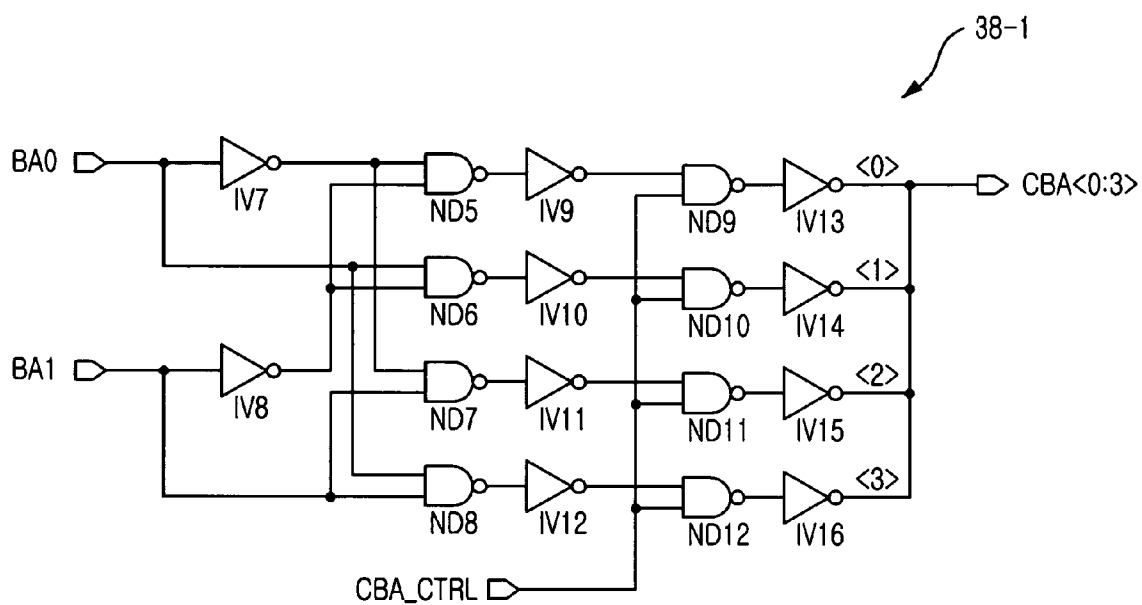 38-1
BA0
IV7
ND5
IV9
ND9
<0>
IV13
CBA<0:3>
ND6
IV10
ND10
<1>
IV14
BA1
IV8
ND7
IV11
ND11
<2>
IV15
ND8
IV12
ND12
<3>
IV16
CBA_CTRL